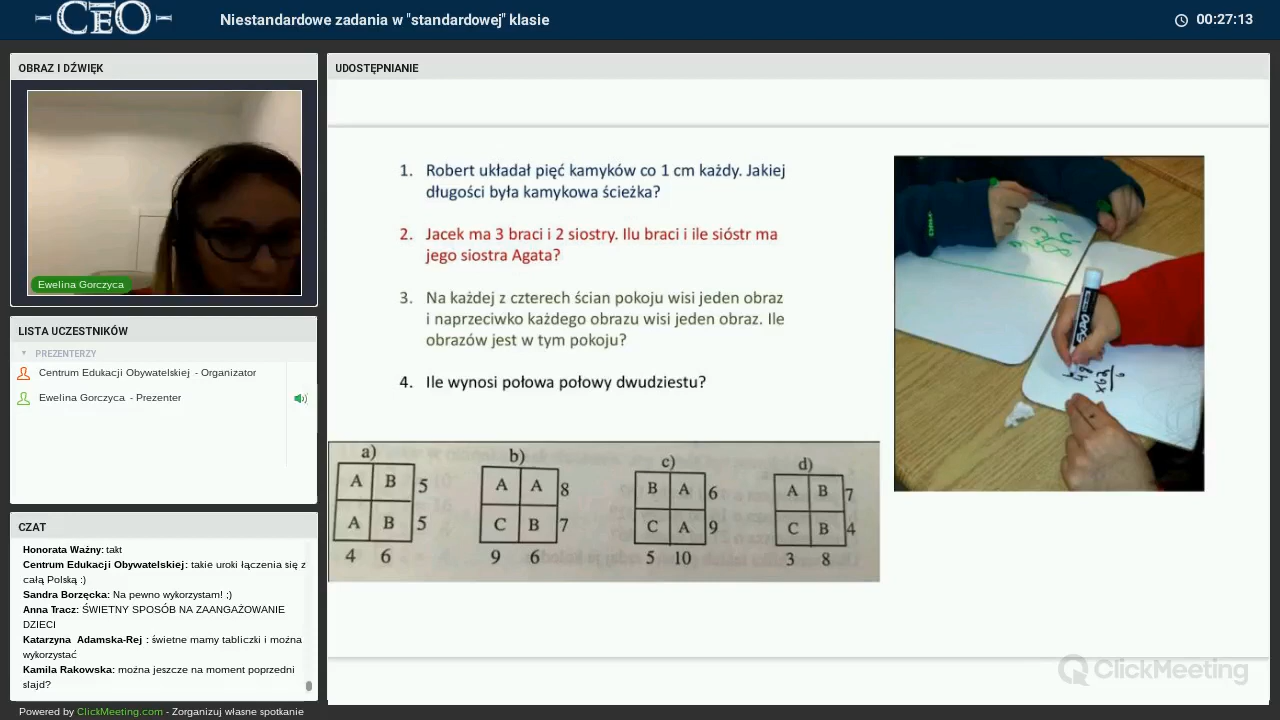 CEO
Niestandardowe zadania w "standardowej" klasie
00:27:13
OBRAZ I DŹWIĘK
Ewelina Gorczyca
LISTA UCZESTNIKÓW
PREZENTERZY
Centrum Edukacji Obywatelskiej - Organizator
Ewelina Gorczyca - Prezenter
CZAT
Honorata Ważny: takt
Centrum Edukacji Obywatelskiej: takie uroki łączenia się z
całą Polską :)
Sandra Borzęcka: Na pewno wykorzystam! ;)
Anna Tracz: ŚWIETNY SPOSÓB NA ZAANGAŻOWANIE
DZIECI
Katarzyna Adamska-Rej : świetne mamy tabliczki i można
wykorzystać
Kamila Rakowska: można jeszcze na moment poprzedni
slajd?
Powered by ClickMeeting.com - Zorganizuj własne spotkanie
UDOSTĘPNIANIE
1. Robert układał pięć kamyków co 1 cm każdy. Jakiej
długości była kamykowa ścieżka?
2. Jacek ma 3 braci i 2 siostry. Ilu braci i ile sióstr ma
jego siostra Agata?
3. Na każdej z czterech ścian pokoju wisi jeden obraz
i naprzeciwko każdego obrazu wisi jeden obraz. Ile
obrazów jest w tym pokoju?
4. Ile wynosi połowa połowy dwudziestu?
a) b) c) d)
A B 5 A A 8 B A 6 A B 7
A B 5 C B 7 C A 9 C B 4
4 6 9 6 5 10 3 8
ClickMeeting